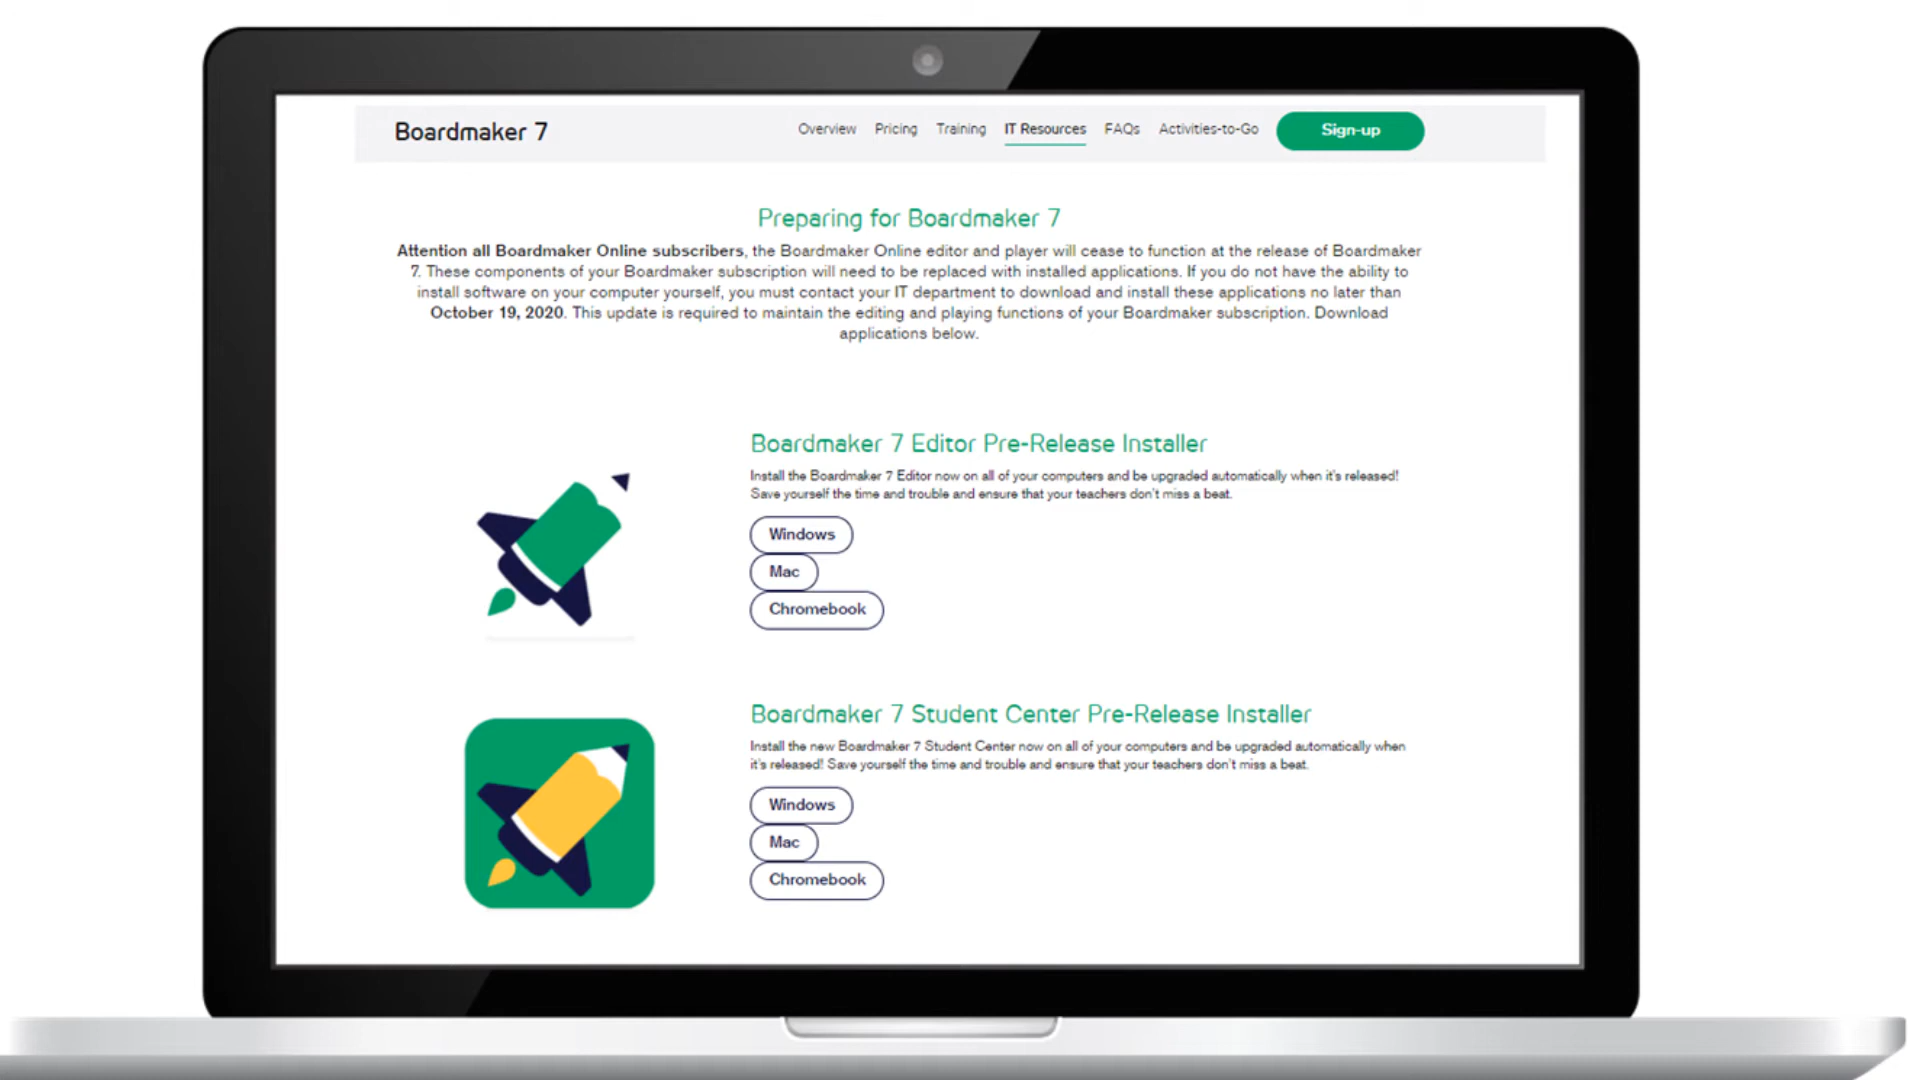 Boardmaker 7
Overview Pricing Training IT Resources FAQs Activities-to-Go Sign-up
Preparing for Boardmaker 7
Attention all Boardmaker Online subscribers, the Boardmaker Online editor and player will cease to function at the release of Boardmaker
7. These components of your Boardmaker subscription will need to be replaced with installed applications. If you do not have the ability to
install software on your computer yourself, you must contact your IT department to download and install these applications no later than
October 19, 2020. This update is required to maintain the editing and playing functions of your Boardmaker subscription. Download
applications below.
Boardmaker 7 Editor Pre-Release Installer
Install the Boardmaker 7 Editor now on all of your computers and be upgraded automatically when it's released!
Save yourself the time and trouble and ensure that your teachers don't miss a beat.
Windows
Mac
Chromebook
Boardmaker 7 Student Center Pre-Release Installer
Install the new Boardmaker 7 Student Center now on all of your computers and be upgraded automatically when
it's released! Save yourself the time and trouble and ensure that your teachers don't miss a beat.
Windows
Mac
Chromebook